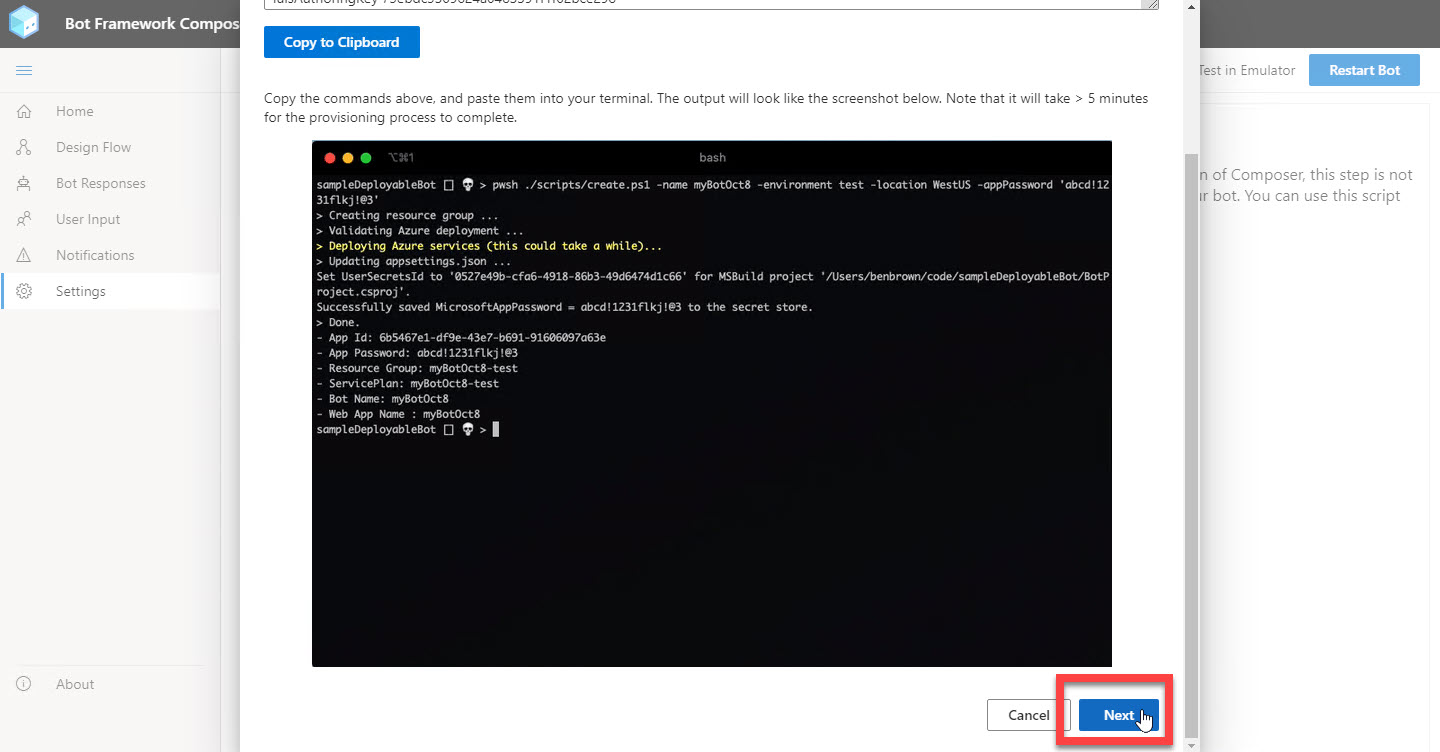 Bot Framework Compos
Copy to Clipboard
Test in Emulator
Restart Bot
Home
Design Flow
Bot Responses
User Input
Notifications
Settings
About
Copy the commands above, and paste them into your terminal. The output will look like the screenshot below. Note that it will take > 5 minutes
for the provisioning process to complete.
⌥⌘1
bash
sampleDeployableBot □ 💀 > pwsh ./scripts/create.ps1 -name myBotOct8 -environment test -location WestUS -appPassword 'abcd!12
31flkj!@3'
> Creating resource group ...
> Validating Azure deployment ...
> Deploying Azure services (this could take a while)...
> Updating appsettings.json ...
Set UserSecretsId to '0527e49b-cfa6-4918-86b3-49d6474d1c66' for MSBuild project '/Users/benbrown/code/sampleDeployableBot/BotP
roject.csproj'.
Successfully saved MicrosoftAppPassword = abcd!1231flkj!@3 to the secret store.
> Done.
- App Id: 6b5467e1-df9e-43e7-b691-91606097a63e
- App Password: abcd!1231flkj!@3
- Resource Group: myBotOct8-test
- ServicePlan: myBotOct8-test
- Bot Name: myBotOct8
- Web App Name : myBotOct8
sampleDeployableBot □ 💀 >
n of Composer, this step is not
ur bot. You can use this script
Cancel
Next